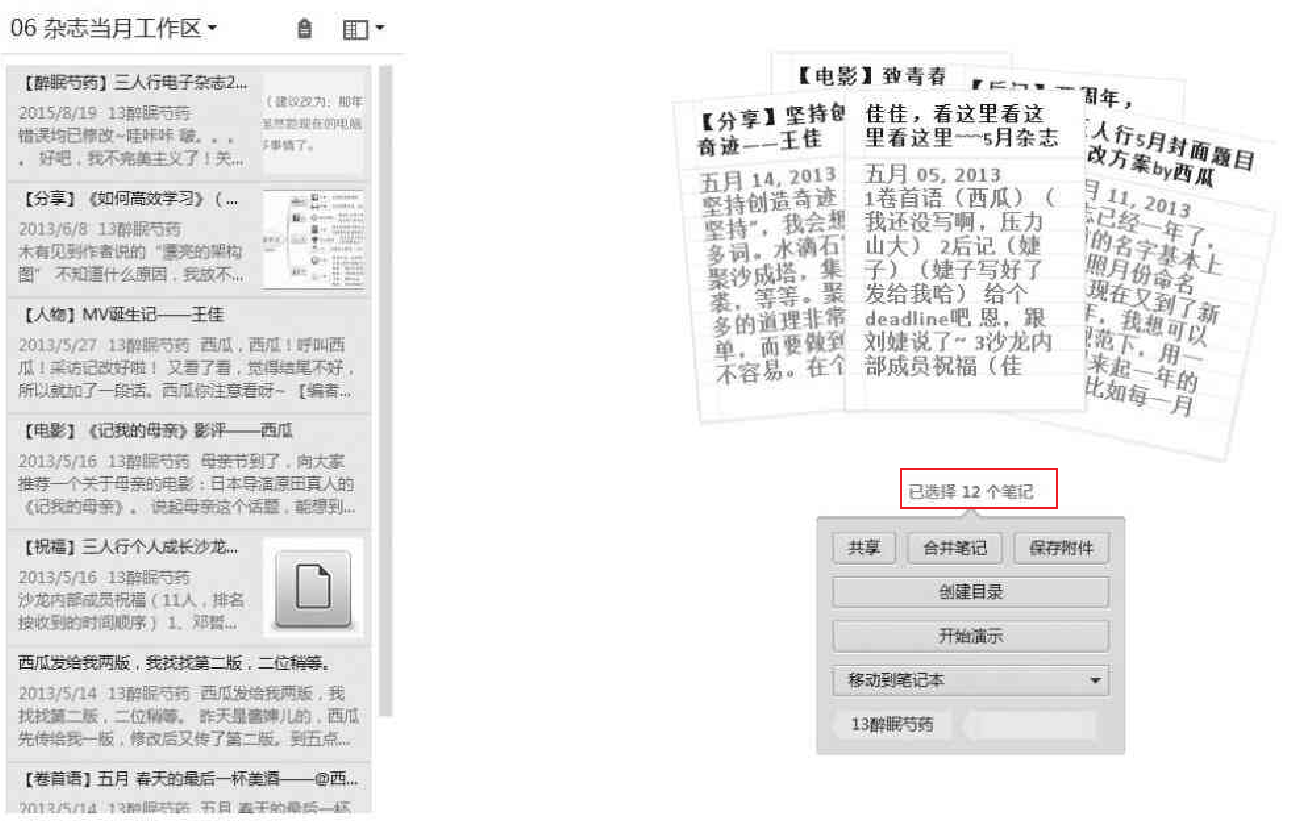 06 杂志当月工作区
【醉眠芍药】三人行电子杂志2...
2015/8/19 13醉眠芍药
错误均已修改~哇咔咔 啵。。。
。 好吧，我不完美主义了！关...
（建议改为：那年
事情了。
【分享】《如何高效学习》（...
2013/6/8 13醉眠芍药
木有见到作者说的“漂亮的架构
图” 不知道什么原因，我放不...
【人物】MV诞生记——王佳
2013/5/27 13醉眠芍药 西瓜，西瓜！呼叫西
瓜！采访记改好啦！ 又看了看，觉得结尾不好，
所以就加了一段话。西瓜你注意看呀~ [编者...
【电影】《记我的母亲》影评——西瓜
2013/5/16 13醉眠芍药 母亲节到了，向大家
推荐一个关于母亲的电影：日本导演原田真人的
《记我的母亲》。 说起母亲这个话题，能想到...
【祝福】三人行个人成长沙龙...
2013/5/16 13醉眠芍药
沙龙内部成员祝福（11人，排名
按收到的时间顺序） 1、邓哲...
西瓜发给我两版，我找找第二版，二位稍等。
2013/5/14 13醉眠芍药 西瓜发给我两版，我
找找第二版，二位稍等。 昨天是喜婶儿的，西瓜
先传给我一版，修改后又传了第二版。到五点...
【卷首语】五月 春天的最后一杯美酒——@西...
2013/5/14 13醉眠芍药 五月 春天的最后一杯
【电影】致青春
【后记】周年，
【分享】坚持创
奇迹——王佳
五月 14, 2013
坚持创造奇迹
坚持”，我会想
多词。水滴石
聚沙成塔，集
裘，等等。聚
多的道理非常
单，而要做到
不容易。在个
佳佳，看这里看这
里看这里~~5月杂志
五月 05, 2013
1卷首语（西瓜）（
我还没写啊，压力
山大） 2后记（婕
子）（婕子写好了
发给我哈） 给个
deadline吧 恩，跟
刘婕说了~ 3沙龙内
部成员祝福（佳
人行5月封面题目
改方案by西瓜
月 11, 2013
志已经一年了，
的名字基本上
照月份命名
现在又到了新
年，我想可以
规范下，用一
来起一年的
比如每一月
已选择 12 个笔记
共享 合并笔记 保存附件
创建目录
开始演示
移动到笔记本
13醉眠芍药